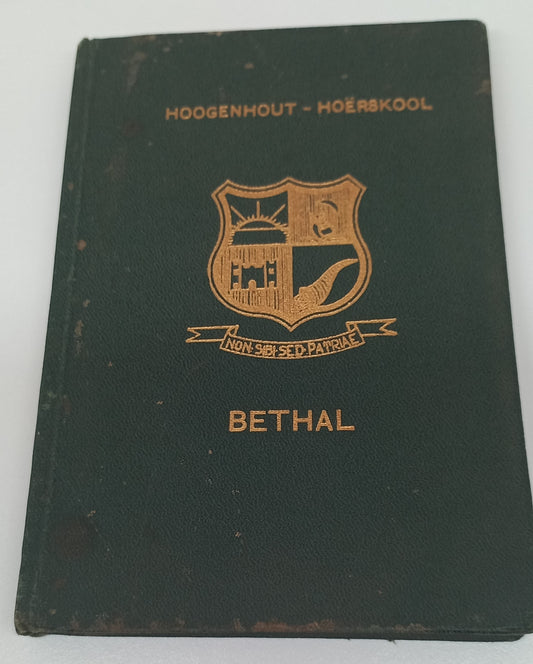 HOOGENHOUT - HOËRSKOOL
NON·SIBI·SED·PATRIAE
BETHAL